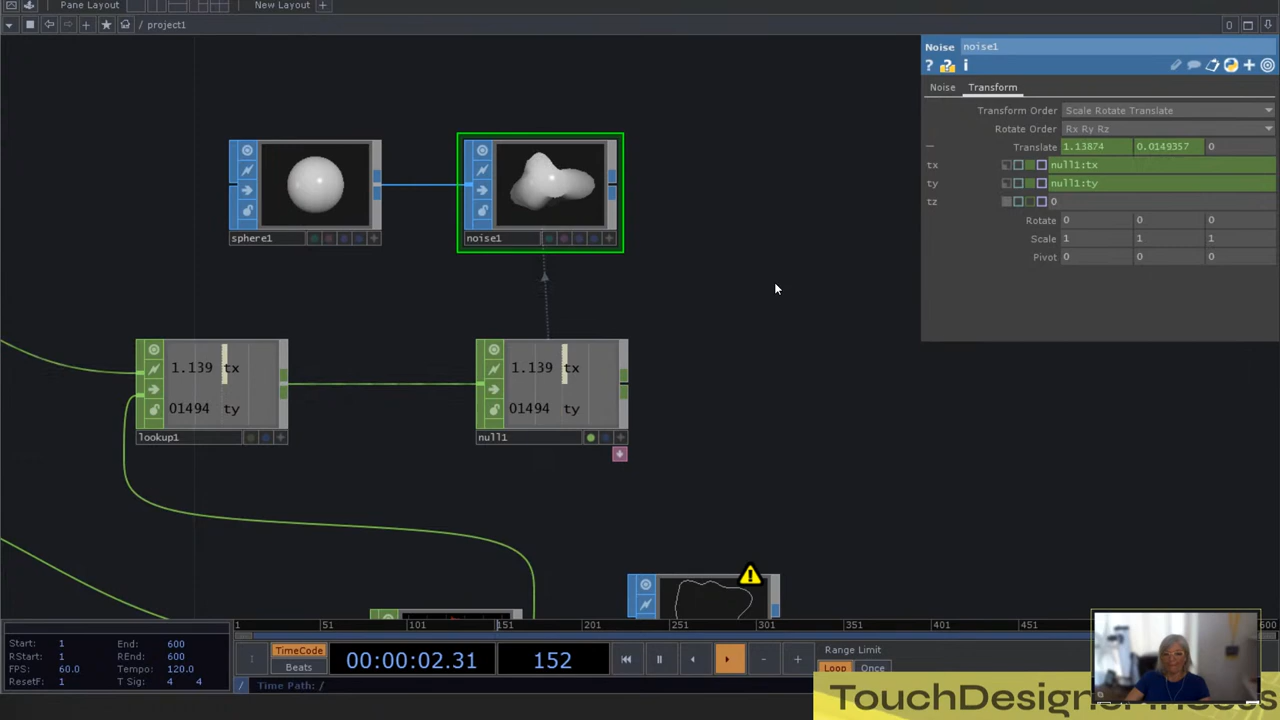 Pane Layout
New Layout +
/ project1
0
Noise noise1
? ? i
Noise Transform
Transform Order Scale Rotate Translate
Rotate Order Rx Ry Rz
Translate 1.13874 0.0149357 0
tx null1:tx
ty null1:ty
tz 0
Rotate 0 0 0
Scale 1 1 1
Pivot 0 0 0
sphere1
noise1
1.139 tx
01494 ty
lookup1
1.139 tx
01494 ty
null1
1 51 101 151 201 251 301 351 401 451 500
Start: 1 End: 600
RStart: 1 REnd: 600
FPS: 60.0 Tempo: 120.0
ResetF: 1 T Sig: 4 4
TimeCode
Beats
00:00:02.31
152
Range Limit
Loop Once
/ Time Path: /